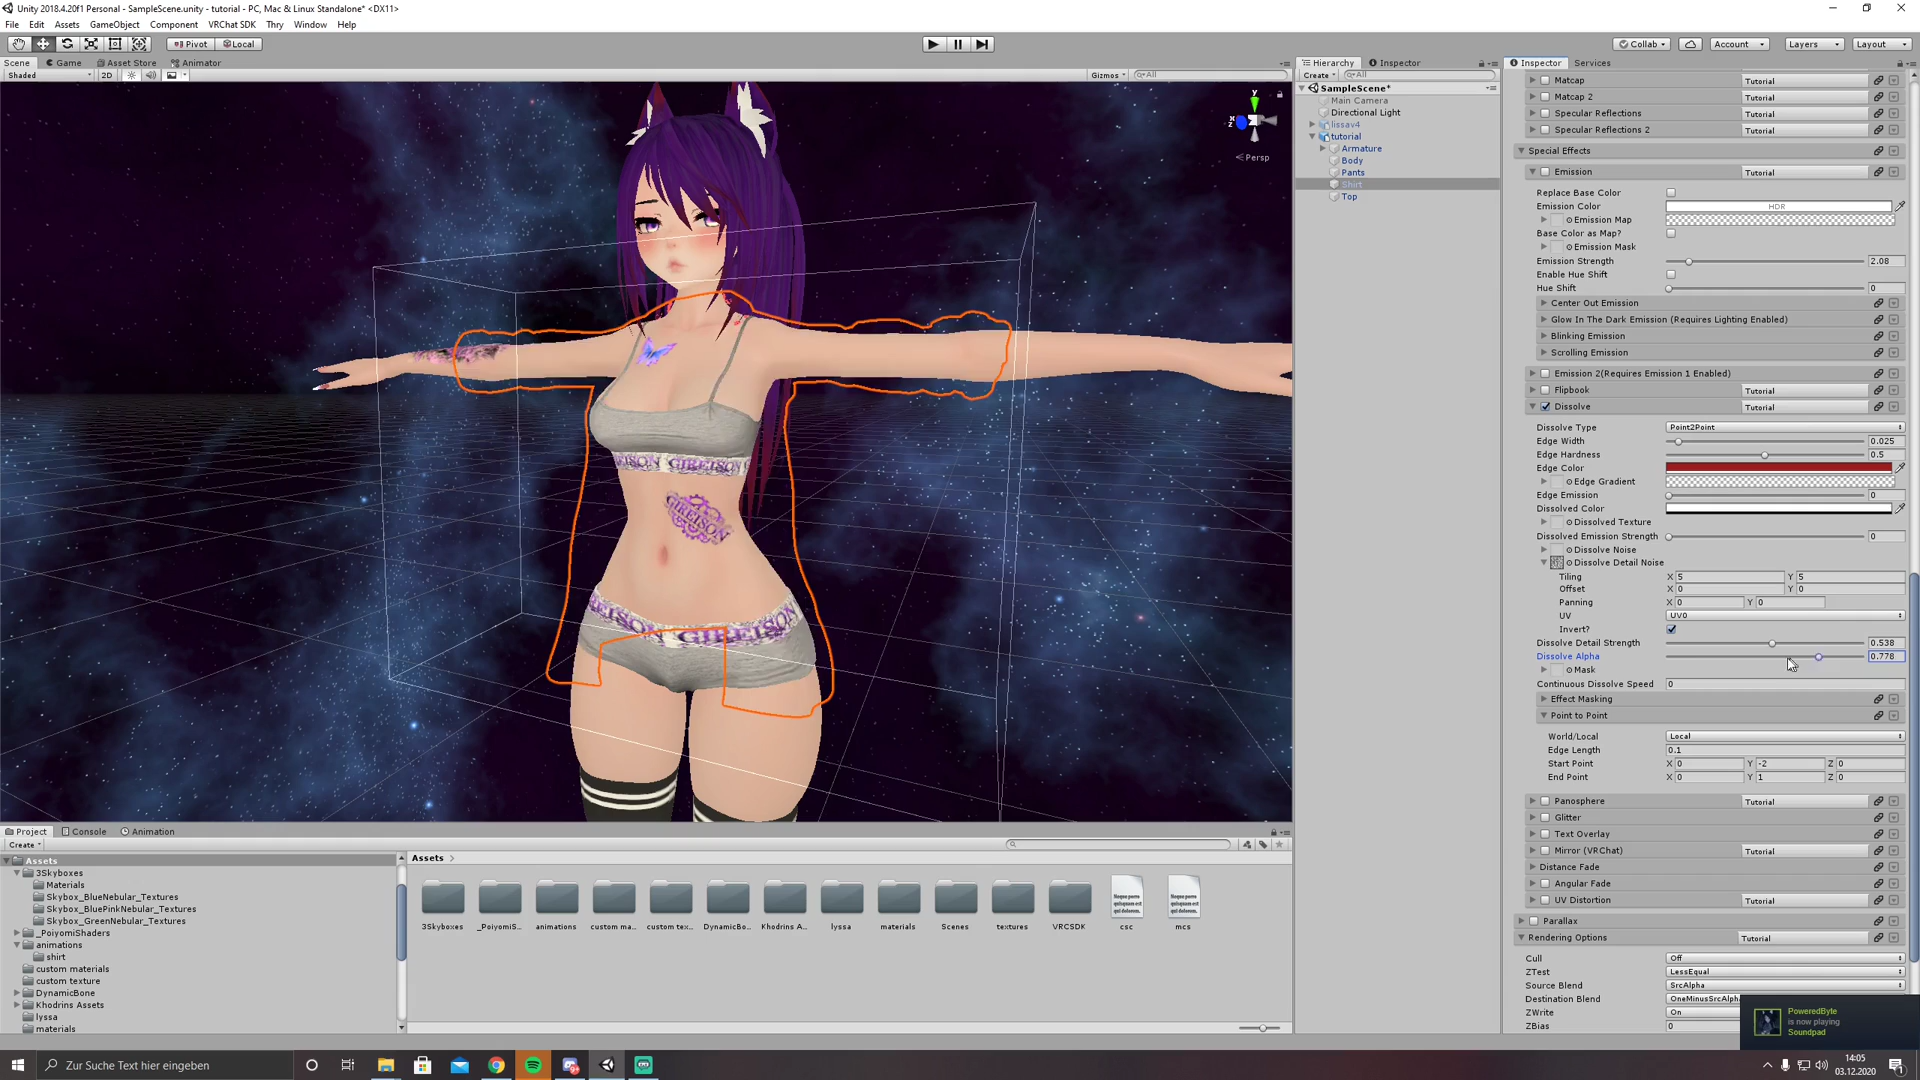 Unity 2018.4.20f1 Personal - SampleScene.unity - tutorial - PC, Mac & Linux Standalone* <DX11>
File Edit Assets GameObject Component VRChat SDK Thry Window Help
Pivot Local Collab Account Layers Layout
Scene Game Asset Store Animator
Shaded 2D Gizmos All
y
x
z
Persp
Hierarchy Inspector
Create All
SampleScene*
Main Camera
Directional Light
lissav4
tutorial
Armature
Body
Pants
Shirt
Top
Inspector Services
Matcap Tutorial
Matcap 2 Tutorial
Specular Reflections Tutorial
Specular Reflections 2 Tutorial
Special Effects
Emission Tutorial
Replace Base Color
Emission Color HDR
Emission Map
Base Color as Map?
Emission Mask
Emission Strength 2.08
Enable Hue Shift
Hue Shift 0
Center Out Emission
Glow In The Dark Emission (Requires Lighting Enabled)
Blinking Emission
Scrolling Emission
Emission 2(Requires Emission 1 Enabled)
Flipbook Tutorial
Dissolve Tutorial
Dissolve Type Point2Point
Edge Width 0.025
Edge Hardness 0.5
Edge Color
Edge Gradient
Edge Emission 0
Dissolved Color
Dissolved Texture
Dissolved Emission Strength 0
Dissolve Noise
Dissolve Detail Noise
Tiling X 5 Y 5
Offset X 0 Y 0
Panning X 0 Y 0
UV UV0
Invert?
Dissolve Detail Strength 0.538
Dissolve Alpha 0.778
Mask
Continuous Dissolve Speed 0
Effect Masking
Point to Point
World/Local Local
Edge Length 0.1
Start Point X 0 Y -2 Z 0
End Point X 0 Y 1 Z 0
Panosphere Tutorial
Glitter
Text Overlay
Mirror (VRChat) Tutorial
Distance Fade
Angular Fade
UV Distortion Tutorial
Parallax
Rendering Options Tutorial
Cull Off
ZTest LessEqual
Source Blend SrcAlpha
Destination Blend OneMinusSrcAlph
ZWrite On
ZBias 0
PoweredByte
is now playing
Soundpad
GIREISON
Project Console Animation
Create
Assets
3Skyboxes
Materials
Skybox_BlueNebular_Textures
Skybox_BluePinkNebular_Textures
Skybox_GreenNebular_Textures
_PoiyomiShaders
animations
shirt
custom materials
custom texture
DynamicBone
Khodrins Assets
lyssa
materials
Assets
3Skyboxes _PoiyomiS... animations custom ma... custom tex... DynamicBo... Khodrins A... lyssa materials Scenes textures VRCSDK csc mcs
Zur Suche Text hier eingeben
14:05
03.12.2020